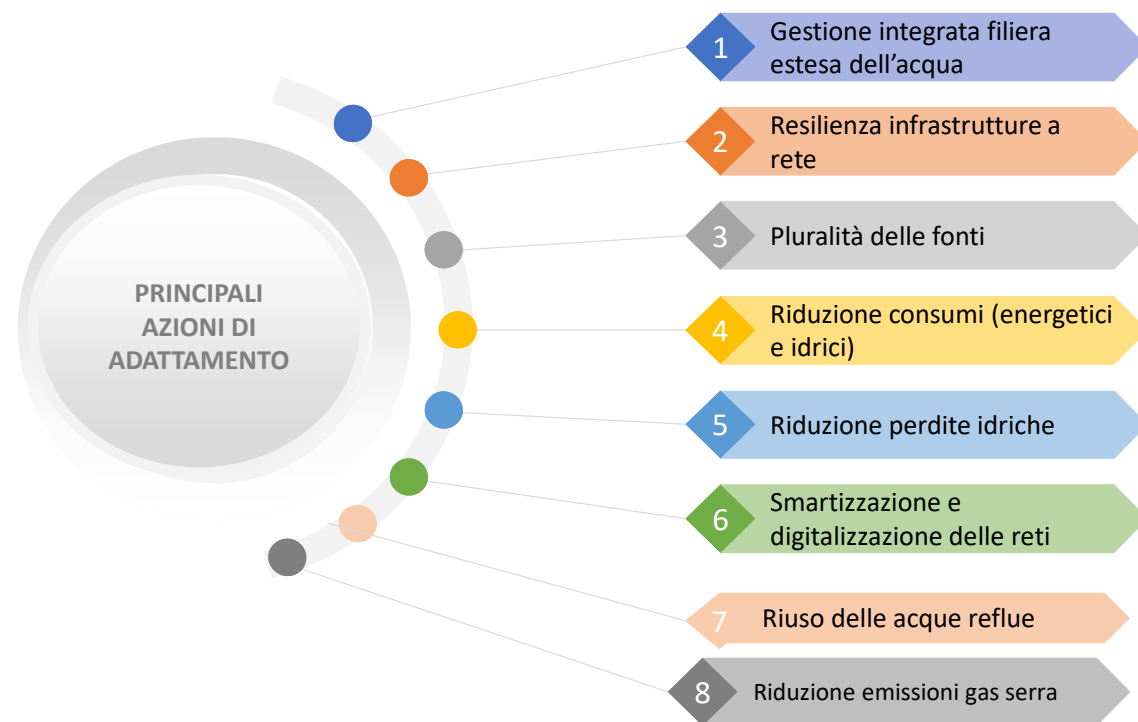 PRINCIPALI
AZIONI DI
ADATTAMENTO
1
Gestione integrata filiera
estesa dell’acqua
2
Resilienza infrastrutture a
rete
3
Pluralità delle fonti
4
Riduzione consumi (energetici
e idrici)
5
Riduzione perdite idriche
6
Smartizzazione e
digitalizzazione delle reti
7
Riuso delle acque reflue
8
Riduzione emissioni gas serra